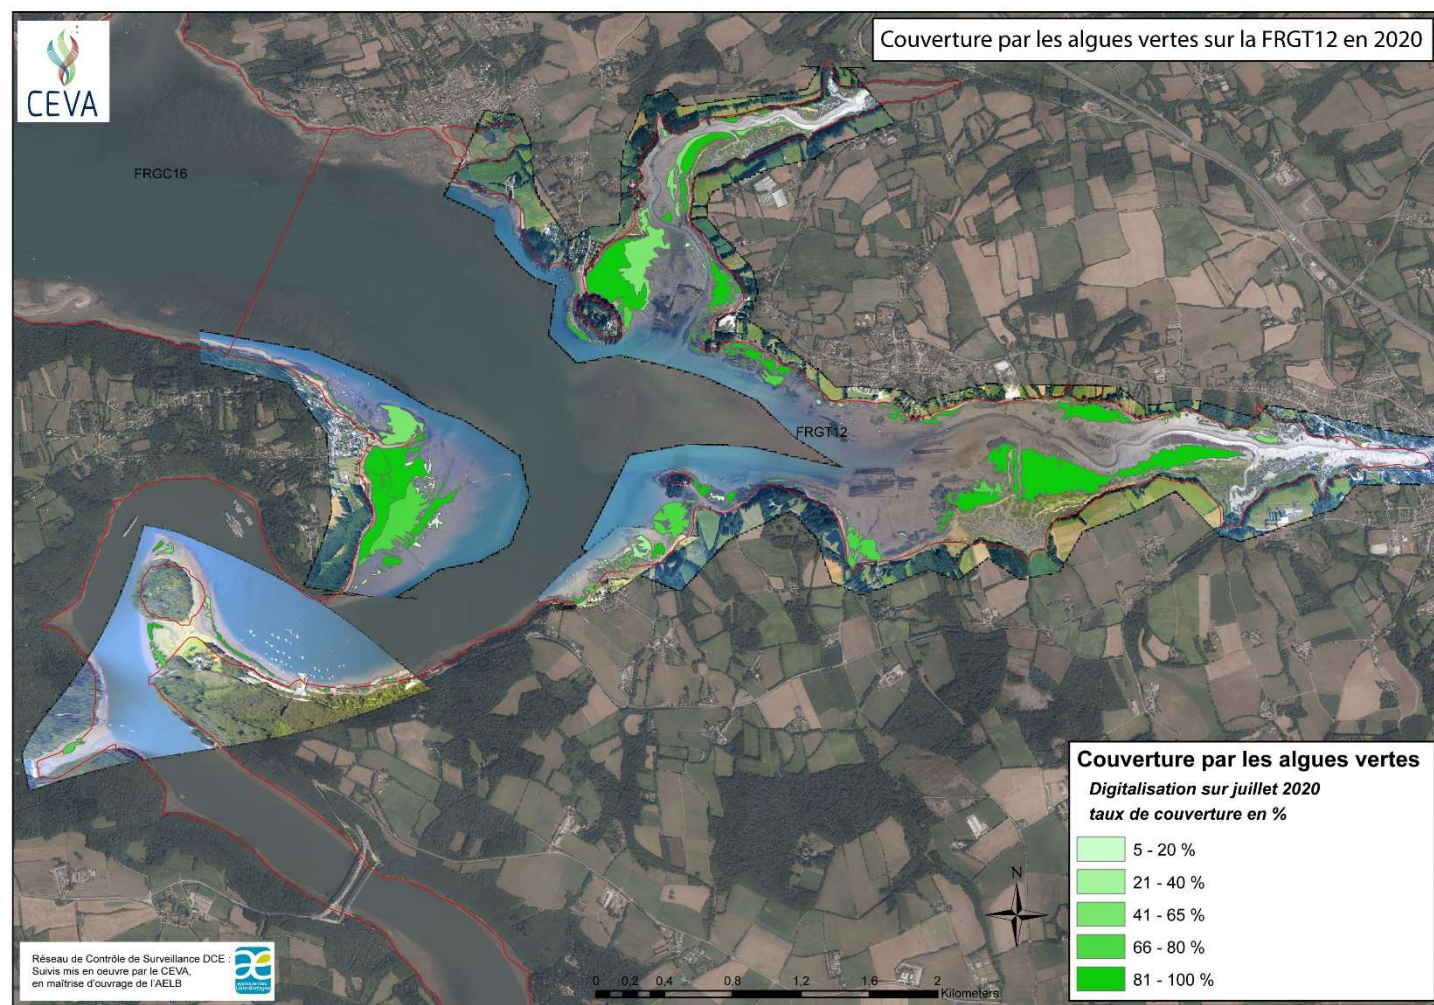 Couverture par les algues vertes sur la FRGT12 en 2020
CEVA
FRGC16
FRGT12
Couverture par les algues vertes
Digitalisation sur juillet 2020
taux de couverture en %
5 - 20 %
21 - 40 %
41 - 65 %
66 - 80 %
81 - 100 %
N
Réseau de Contrôle de Surveillance DCE :
Suivis mis en oeuvre par le CEVA,
en maîtrise d'ouvrage de l'AELB
0 0,2 0,4 0,8 1,2 1,6 2
Kilometers